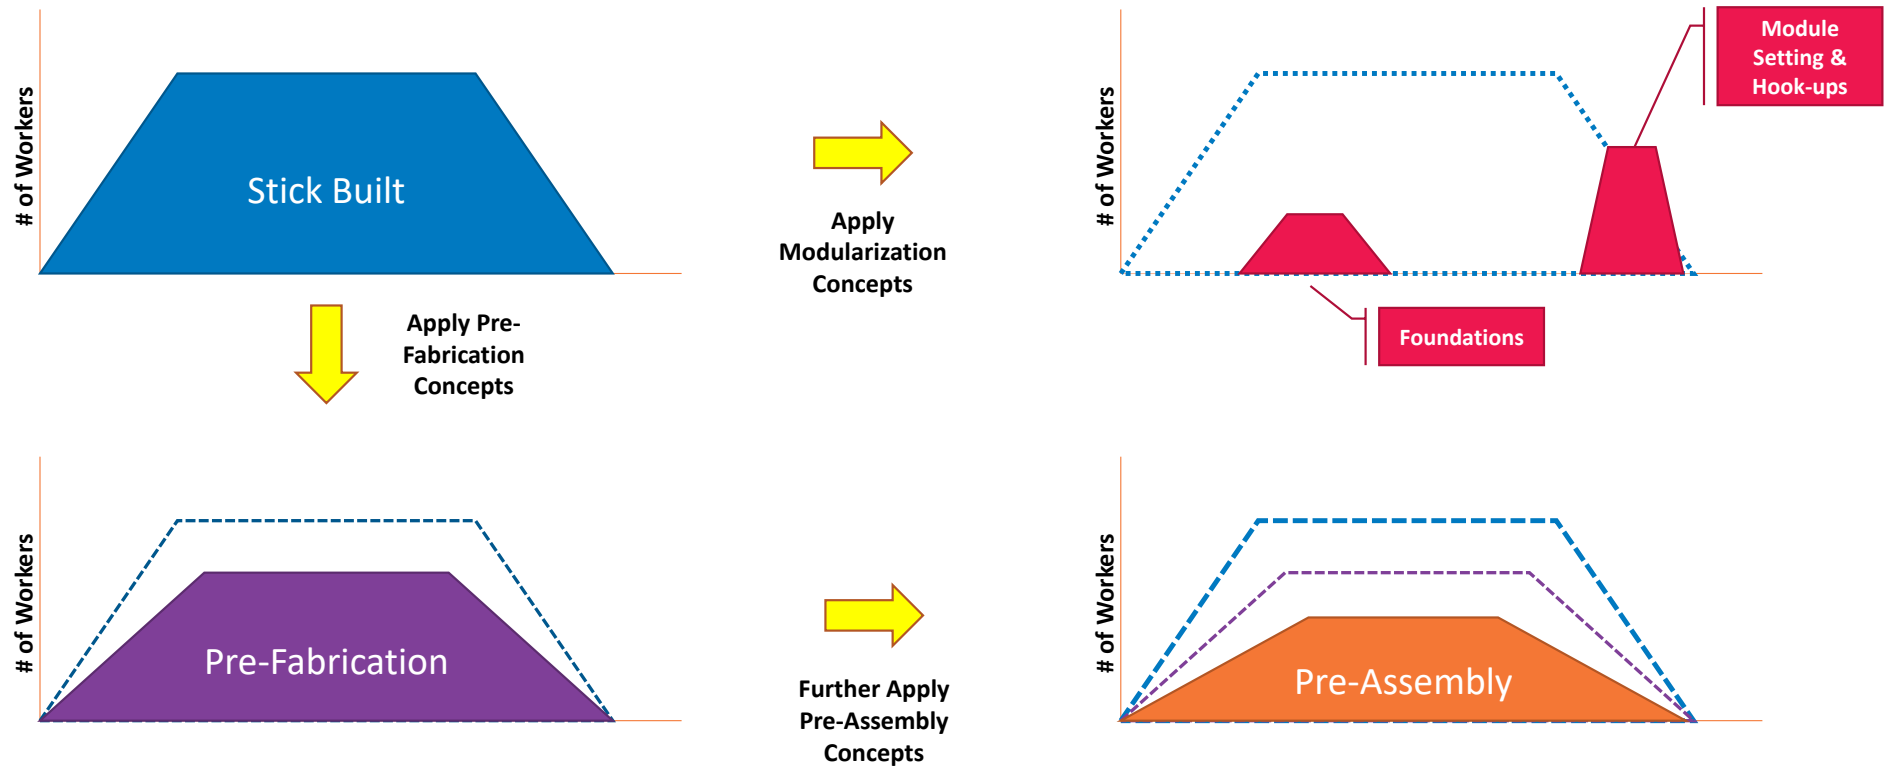 # of Workers
Stick Built
Apply
Modularization
Concepts
# of Workers
Module
Setting &
Hook-ups
Foundations
Apply Pre-
Fabrication
Concepts
# of Workers
Pre-Fabrication
Further Apply
Pre-Assembly
Concepts
# of Workers
Pre-Assembly